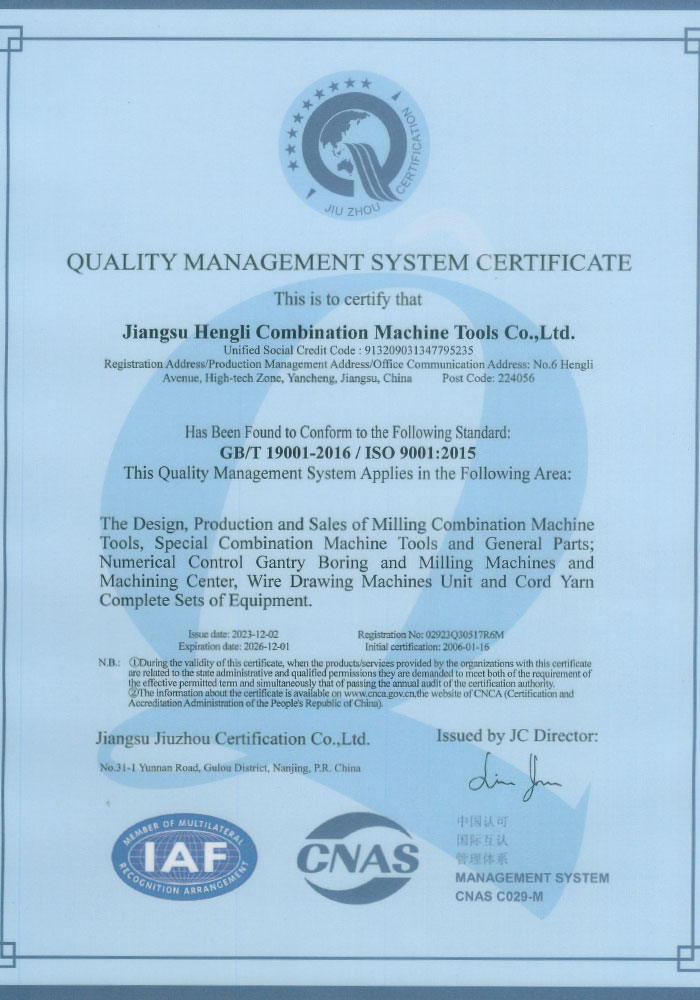 JIU ZHOU CERTIFICATION
QUALITY MANAGEMENT SYSTEM CERTIFICATE
This is to certify that
Jiangsu Hengli Combination Machine Tools Co.,Ltd.
Unified Social Credit Code : 913209031347795235
Registration Address/Production Management Address/Office Communication Address: No.6 Hengli
Avenue, High-tech Zone, Yancheng, Jiangsu, China Post Code: 224056
Has Been Found to Conform to the Following Standard:
GB/T 19001-2016 / ISO 9001:2015
This Quality Management System Applies in the Following Area:
The Design, Production and Sales of Milling Combination Machine
Tools, Special Combination Machine Tools and General Parts;
Numerical Control Gantry Boring and Milling Machines and
Machining Center, Wire Drawing Machines Unit and Cord Yarn
Complete Sets of Equipment.
Issue date: 2023-12-02 Registration No: 02923Q30517R6M
Expiration date: 2026-12-01 Initial certification: 2006-01-16
N.B.: ①During the validity of this certificate, when the products/services provided by the organizations with this certificate
are related to the state administrative and qualified permissions they are demanded to meet both of the requirement of
the effective permitted term and simultaneously that of passing the annual audit of the certification authority.
②The information about the certificate is available on www.cnca.gov.cn,the website of CNCA (Certification and
Accreditation Administration of the People's Republic of China).
Jiangsu Jiuzhou Certification Co.,Ltd. Issued by JC Director:
No.31-1 Yunnan Road, Gulou District, Nanjing, P.R. China
MEMBER OF MULTILATERAL
IAF
RECOGNITION ARRANGEMENT
CNAS
中国认可
国际互认
管理体系
MANAGEMENT SYSTEM
CNAS C029-M